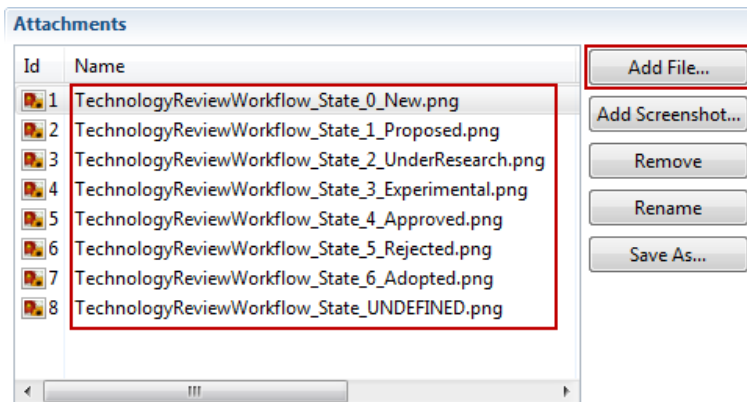 Attachments
Id Name
1 TechnologyReviewWorkflow_State_0_New.png
2 TechnologyReviewWorkflow_State_1_Proposed.png
3 TechnologyReviewWorkflow_State_2_UnderResearch.png
4 TechnologyReviewWorkflow_State_3_Experimental.png
5 TechnologyReviewWorkflow_State_4_Approved.png
6 TechnologyReviewWorkflow_State_5_Rejected.png
7 TechnologyReviewWorkflow_State_6_Adopted.png
8 TechnologyReviewWorkflow_State_UNDEFINED.png
Add File...
Add Screenshot...
Remove
Rename
Save As...